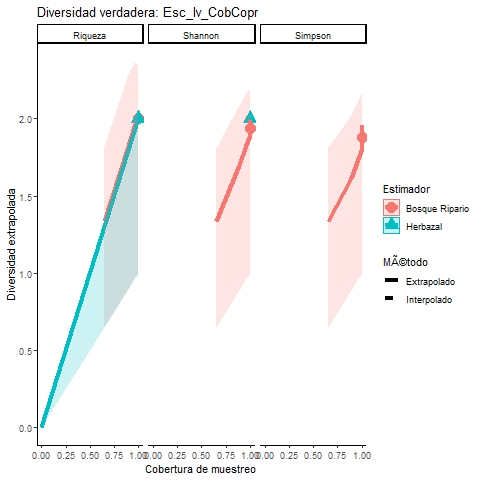 Diversidad verdadera: Esc_Iv_CobCopr
Riqueza
Shannon
Simpson
Diversidad extrapolada
2.0
1.5
1.0
0.5
0.0
0.00 0.25 0.50 0.75 1.00
0.00 0.25 0.50 0.75 1.00
0.00 0.25 0.50 0.75 1.00
Cobertura de muestreo
Estimador
Bosque Ripario
Herbazal
MÃ©todo
Extrapolado
Interpolado